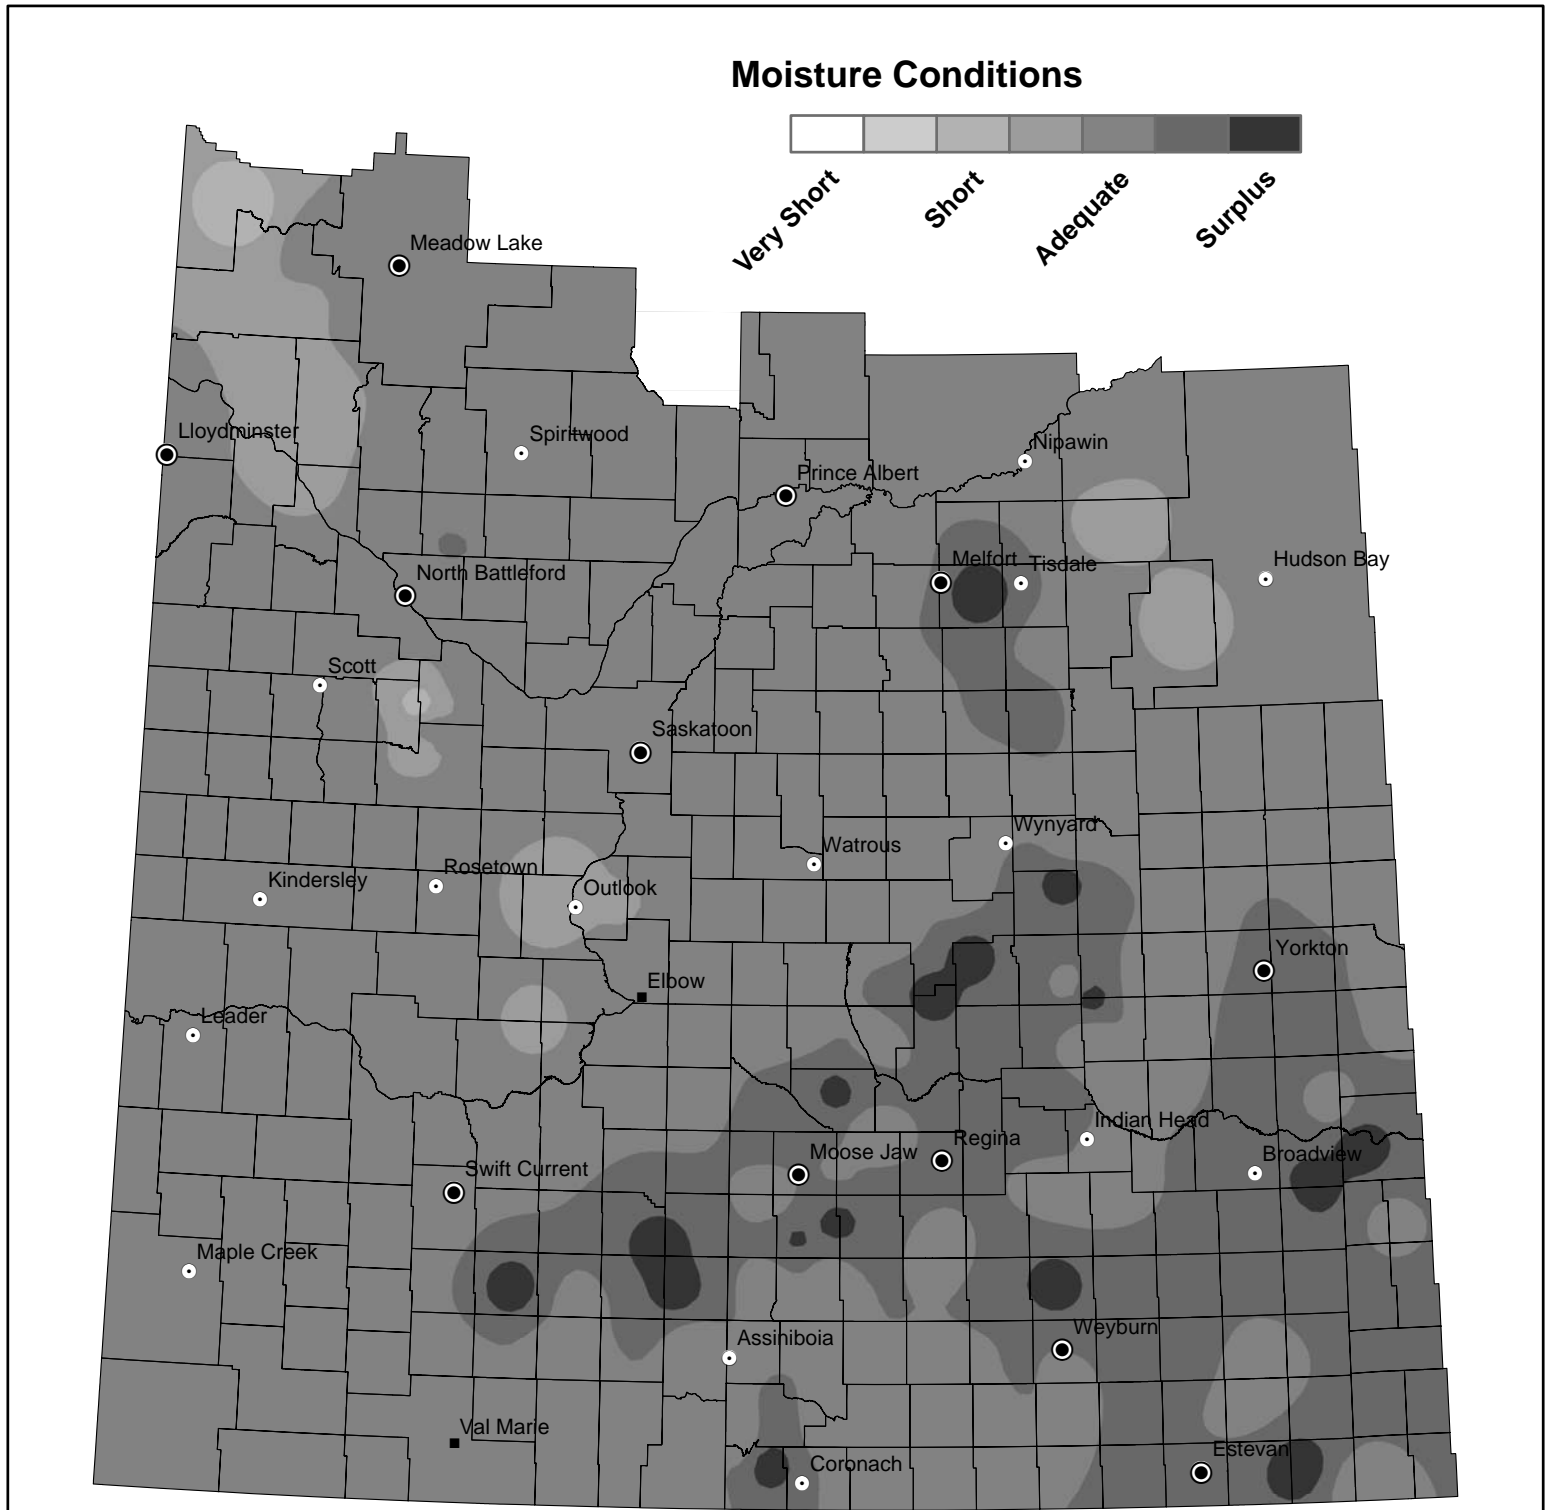 Moisture Conditions
Very Short
Short
Adequate
Surplus
Meadow Lake
Lloydminster
Spiritwood
Nipawin
Prince Albert
Melfort
Tisdale
Hudson Bay
North Battleford
Scott
Saskatoon
Wynyard
Watrous
Rosetown
Kindersley
Outlook
Yorkton
Elbow
Leader
Indian Head
Regina
Moose Jaw
Broadview
Swift Current
Maple Creek
Weyburn
Assiniboia
Val Marie
Estevan
Coronach